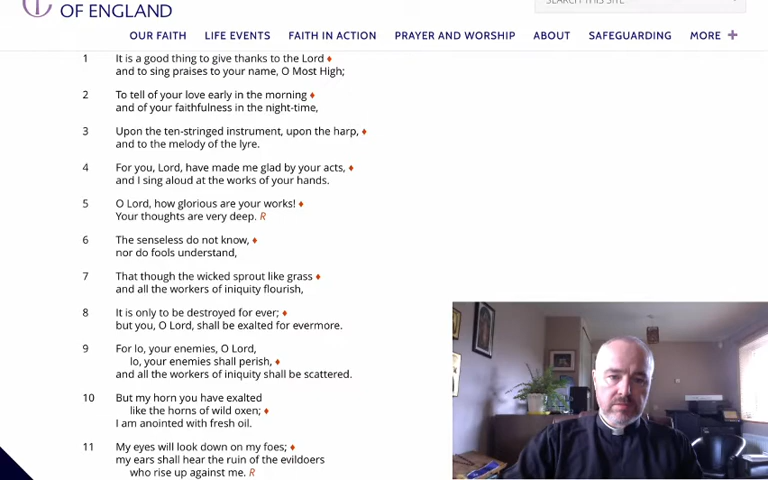 OF ENGLAND
SEARCH THIS SITE
OUR FAITH LIFE EVENTS FAITH IN ACTION PRAYER AND WORSHIP ABOUT SAFEGUARDING MORE +
1 It is a good thing to give thanks to the Lord ♦
and to sing praises to your name, O Most High;
2 To tell of your love early in the morning ♦
and of your faithfulness in the night-time,
3 Upon the ten-stringed instrument, upon the harp, ♦
and to the melody of the lyre.
4 For you, Lord, have made me glad by your acts, ♦
and I sing aloud at the works of your hands.
5 O Lord, how glorious are your works! ♦
Your thoughts are very deep. R
6 The senseless do not know, ♦
nor do fools understand,
7 That though the wicked sprout like grass ♦
and all the workers of iniquity flourish,
8 It is only to be destroyed for ever; ♦
but you, O Lord, shall be exalted for evermore.
9 For lo, your enemies, O Lord,
lo, your enemies shall perish, ♦
and all the workers of iniquity shall be scattered.
10 But my horn you have exalted
like the horns of wild oxen; ♦
I am anointed with fresh oil.
11 My eyes will look down on my foes; ♦
my ears shall hear the ruin of the evildoers
who rise up against me. R